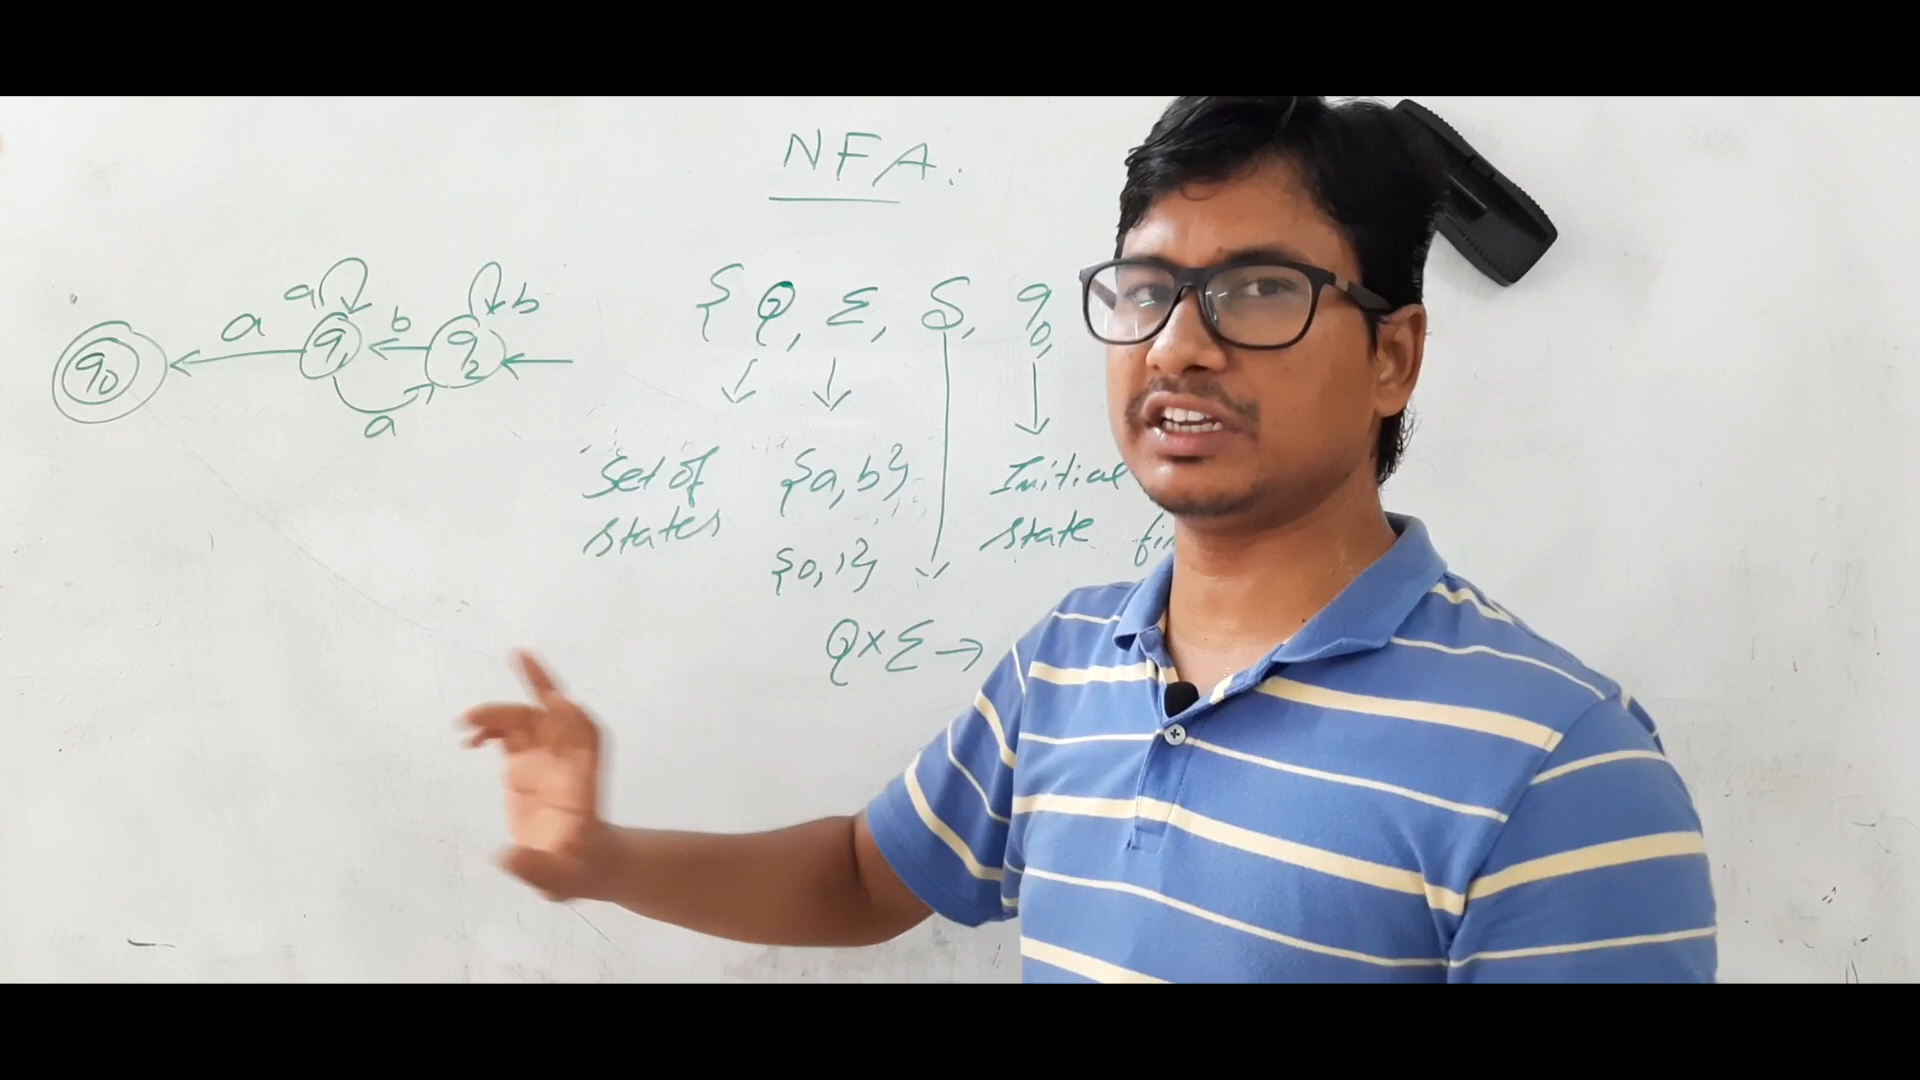 NFA:
{ Q, Σ, δ, q0,
a a b b
q0 q1 q2
a
Set of {a, b} Initial
states {0, 1} state
Q×Σ→